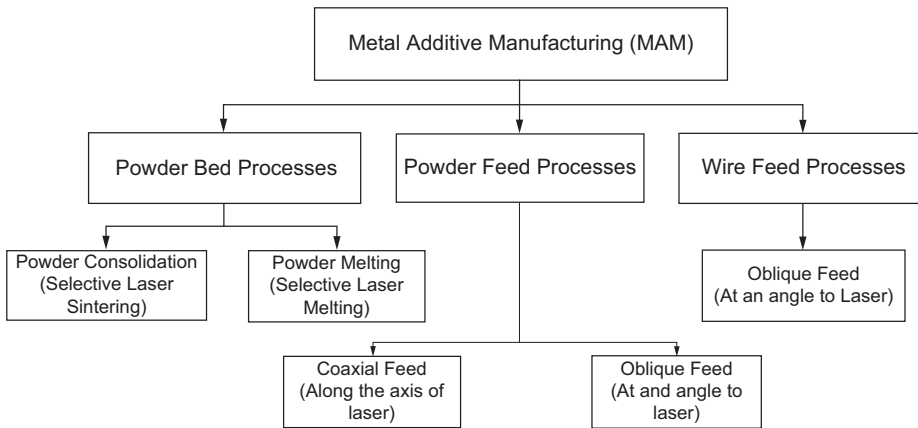 Metal Additive Manufacturing (MAM)
Powder Bed Processes
Powder Feed Processes
Wire Feed Processes
Powder Consolidation
(Selective Laser
Sintering)
Powder Melting
(Selective Laser
Melting)
Oblique Feed
(At an angle to Laser)
Coaxial Feed
(Along the axis of
laser)
Oblique Feed
(At and angle to
laser)